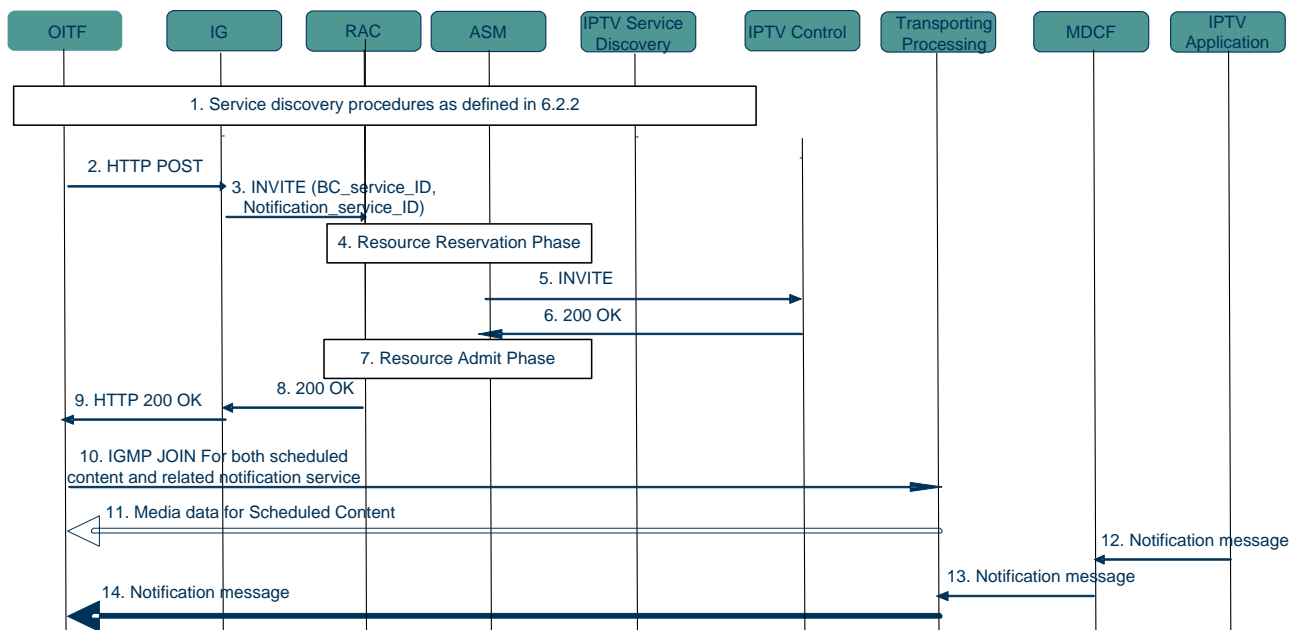 OITF
IG
RAC
ASM
IPTV Service
Discovery
IPTV Control
Transporting
Processing
MDCF
IPTV
Application
1. Service discovery procedures as defined in 6.2.2
2. HTTP POST
3. INVITE (BC_service_ID,
Notification_service_ID)
4. Resource Reservation Phase
5. INVITE
6. 200 OK
7. Resource Admit Phase
8. 200 OK
9. HTTP 200 OK
10. IGMP JOIN For both scheduled
content and related notification service
11. Media data for Scheduled Content
12. Notification message
13. Notification message
14. Notification message